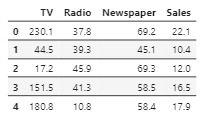 TV Radio Newspaper Sales
0 230.1 37.8 69.2 22.1
1 44.5 39.3 45.1 10.4
2 17.2 45.9 69.3 12.0
3 151.5 41.3 58.5 16.5
4 180.8 10.8 58.4 17.9